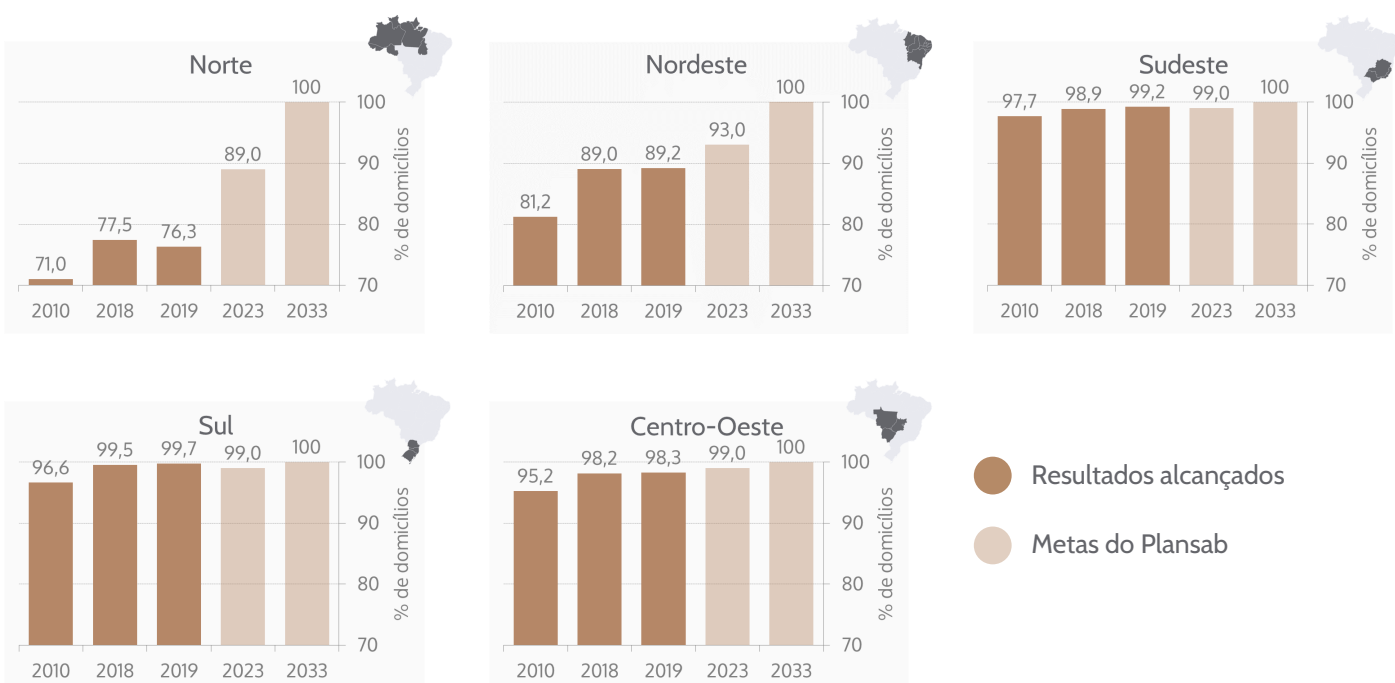 Norte
100
89,0
77,5
76,3
71,0
100
90
80
70
% de domicílios
2010 2018 2019 2023 2033
Nordeste
100
93,0
89,0 89,2
81,2
100
90
80
70
% de domicílios
2010 2018 2019 2023 2033
Sudeste
97,7 98,9 99,2 99,0 100
100
90
80
70
% de domicílios
2010 2018 2019 2023 2033
Sul
96,6 99,5 99,7 99,0 100
100
90
80
70
% de domicílios
2010 2018 2019 2023 2033
Centro-Oeste
95,2 98,2 98,3 99,0 100
100
90
80
70
% de domicílios
2010 2018 2019 2023 2033
Resultados alcançados
Metas do Plansab